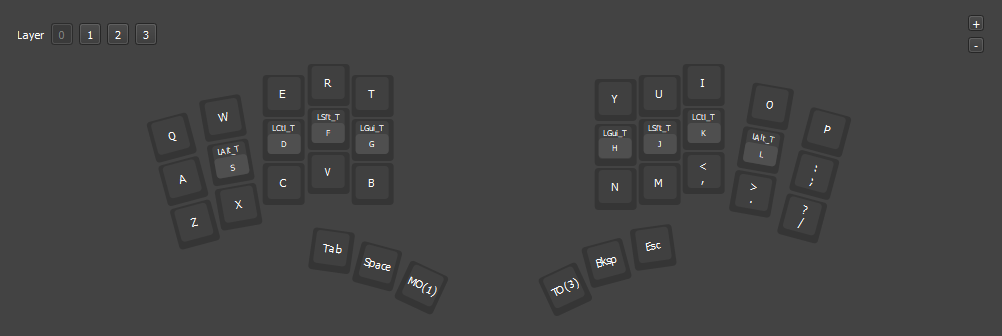 Layer 0 1 2 3
+
-
Q W E R T
Y U I O P
A LAlt_T S LCtl_T D LSft_T F LGui_T G
LGui_T H LSft_T J LCtl_T K lAlt_T L : ;
Z X C V B
N M < , > . ? /
Tab Space MO(1)
TO(3) Bksp Esc